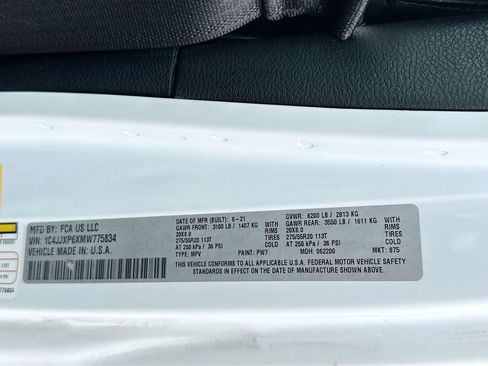 MFD BY: FCA US LLC
VIN: 1C4JJXP6XMW775834
VEHICLE MADE IN: U.S.A.
DATE OF MFR (BUILT): 6-21
GAWR FRONT: 3100 LB / 1407 KG WITH
20X8.0 RIMS
275/55R20 113T TIRES
AT 250 kPa / 36 PSI
TYPE: MPV PAINT: PW7
GVWR: 6200 LB / 2813 KG
GAWR REAR: 3550 LB / 1611 KG WITH
20X8.0 RIMS
275/55R20 113T TIRES
AT 250 kPa / 36 PSI
MDH: 062200 MKT: 875
THIS VEHICLE CONFORMS TO ALL APPLICABLE U.S.A. FEDERAL MOTOR VEHICLE SAFETY
STANDARDS IN EFFECT ON THE DATE OF MANUFACTURE SHOWN ABOVE.